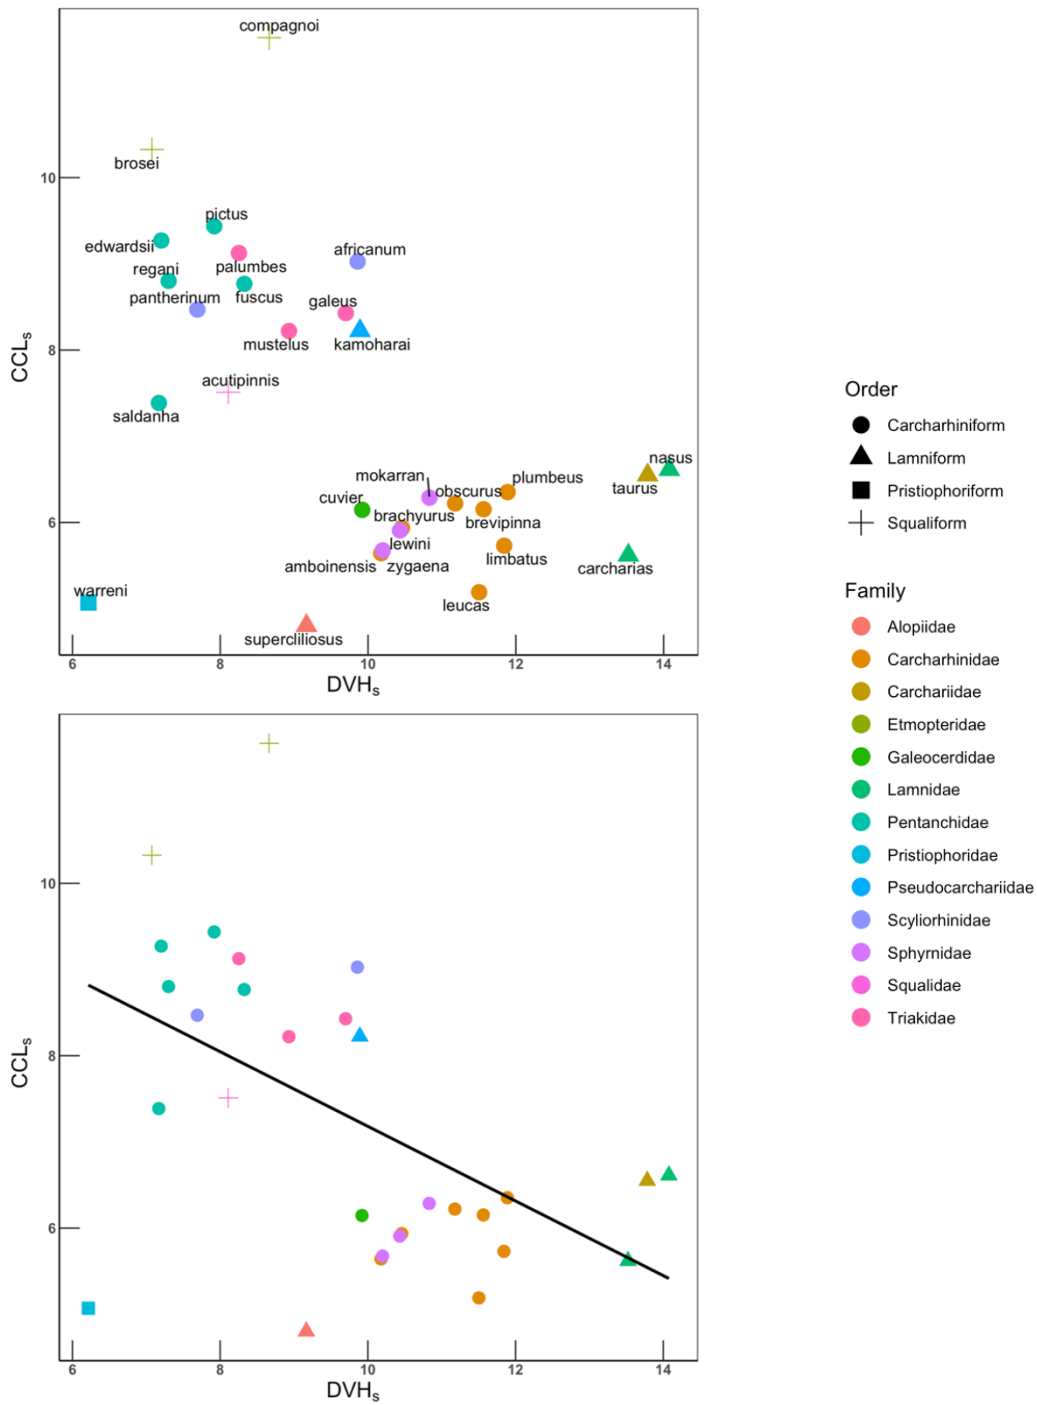 compagnoi
brosei
10
pictus
edwardsii
africanum
palumbes
regani
pantherinum
fuscus
galeus
mustelus
kamoharai
8
CCLs
acutipinnis
saldanha
nasus
mokarran
plumbeus
taurus
obscurus
cuvier
brachyurus
brevipinna
6
lewini
limbatus
amboinensis
zygaena
carcharias
warreni
leucas
supercliliosus
6 8 10 12 14
DVHs
Order
Carcharhiniform
Lamniform
Pristiophoriform
Squaliform
Family
Alopiidae
Carcharhinidae
Carchariidae
Etmopteridae
Galeocerdidae
Lamnidae
Pentanchidae
Pristiophoridae
Pseudocarchariidae
Scyliorhinidae
Sphyrnidae
Squalidae
Triakidae
10
8
CCLs
6
6 8 10 12 14
DVHs